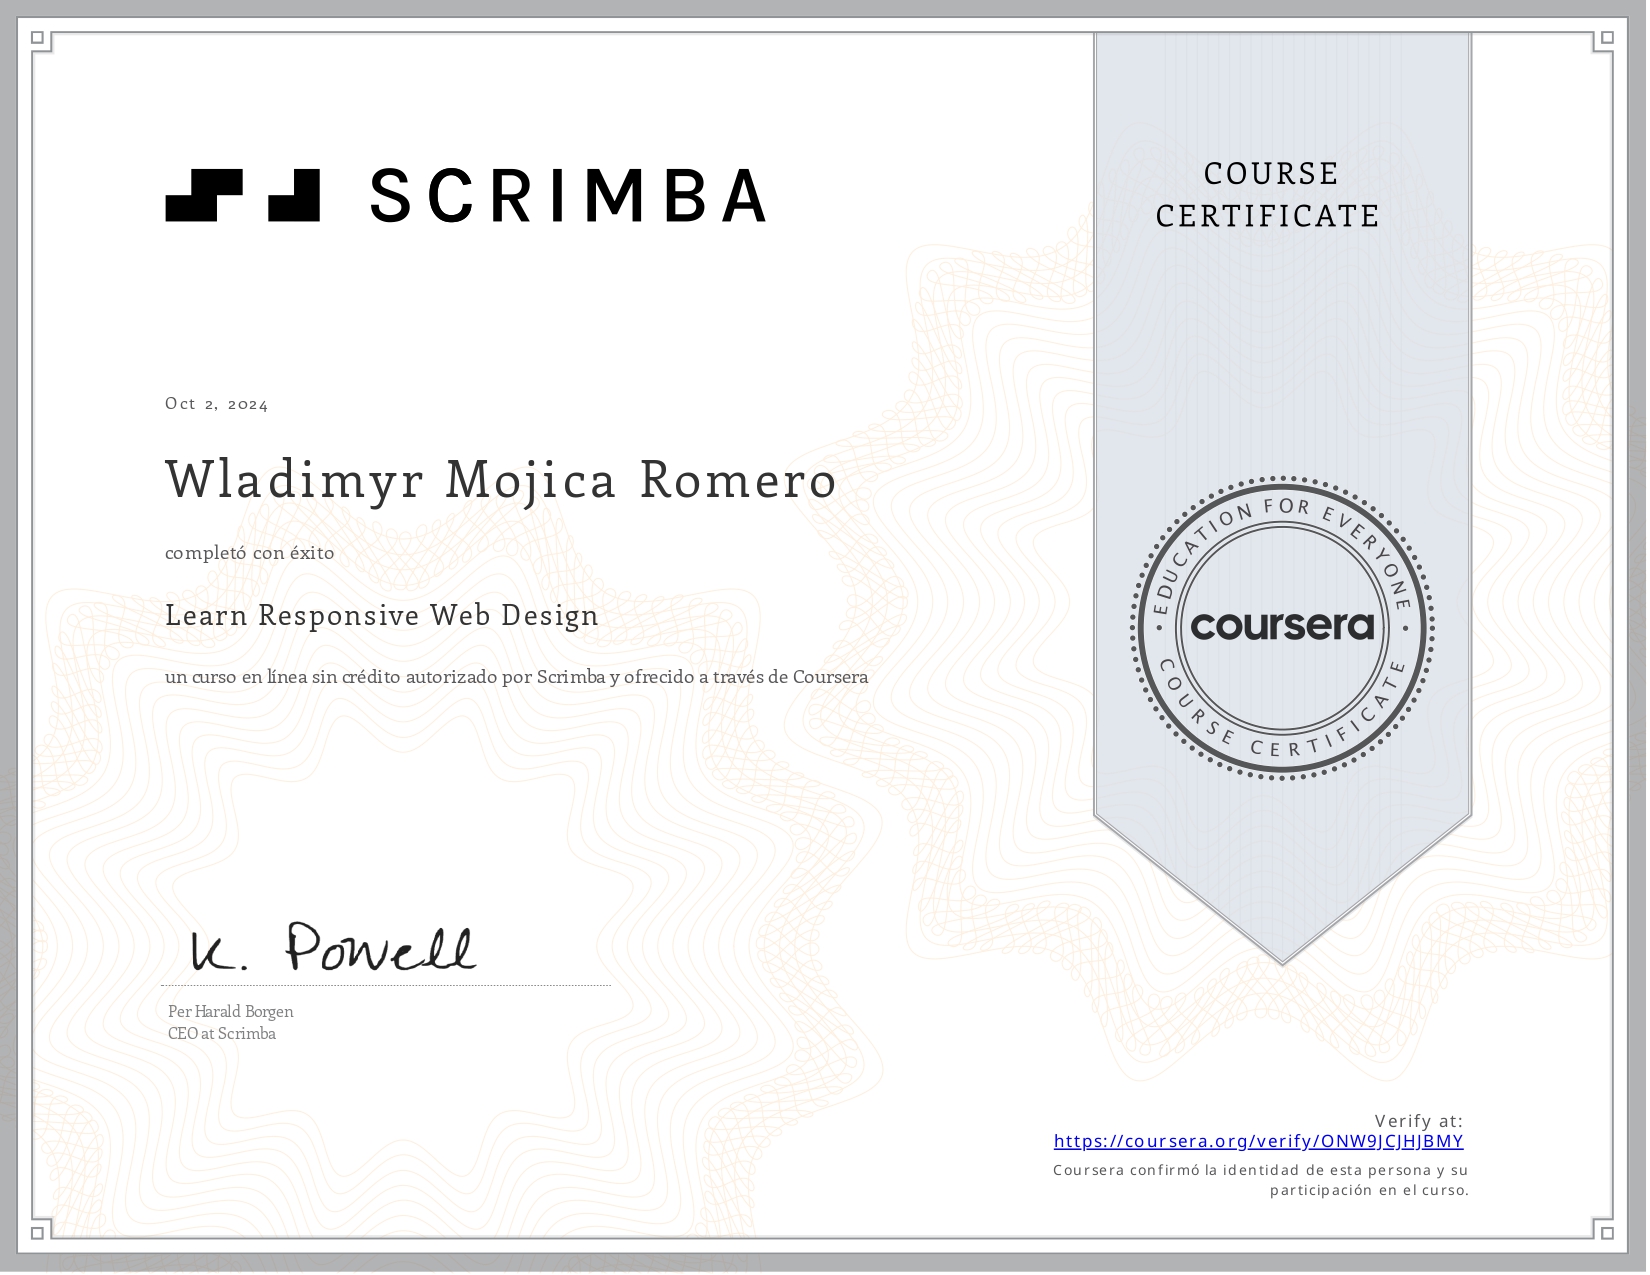 SCRIMBA
COURSE
CERTIFICATE
Oct 2, 2024
Wladimyr Mojica Romero
completó con éxito
Learn Responsive Web Design
un curso en línea sin crédito autorizado por Scrimba y ofrecido a través de Coursera
EDUCATION FOR EVERYONE
coursera
COURSE CERTIFICATE
K. Powell
Per Harald Borgen
CEO at Scrimba
Verify at:
https://coursera.org/verify/ONW9JCJHJBMY
Coursera confirmó la identidad de esta persona y su
participación en el curso.